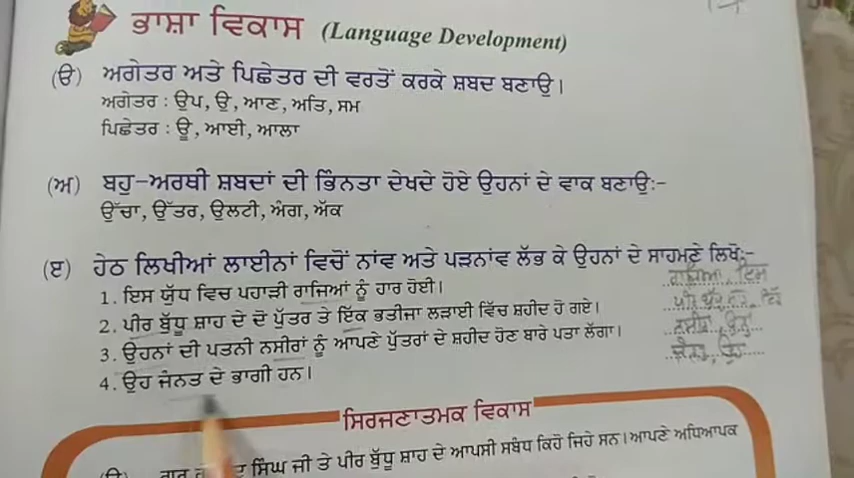 ਭਾਸ਼ਾ ਵਿਕਾਸ (Language Development)
(ੳ) ਅਗੇਤਰ ਅਤੇ ਪਿਛੇਤਰ ਦੀ ਵਰਤੋਂ ਕਰਕੇ ਸ਼ਬਦ ਬਣਾਉ।
ਅਗੇਤਰ : ਉਪ, ਉ, ਆਣ, ਅਤਿ, ਸਮ
ਪਿਛੇਤਰ : ਊ, ਆਈ, ਆਲਾ
(ਅ) ਬਹੁ-ਅਰਥੀ ਸ਼ਬਦਾਂ ਦੀ ਭਿੰਨਤਾ ਦੇਖਦੇ ਹੋਏ ਉਹਨਾਂ ਦੇ ਵਾਕ ਬਣਾਉ:-
ਉੱਚਾ, ਉੱਤਰ, ਉਲਟੀ, ਅੰਗ, ਅੱਕ
(ੲ) ਹੇਠ ਲਿਖੀਆਂ ਲਾਈਨਾਂ ਵਿਚੋਂ ਨਾਂਵ ਅਤੇ ਪੜਨਾਂਵ ਲੱਭ ਕੇ ਉਹਨਾਂ ਦੇ ਸਾਹਮਣੇ ਲਿਖੋ:-
1. ਇਸ ਯੁੱਧ ਵਿਚ ਪਹਾੜੀ ਰਾਜਿਆਂ ਨੂੰ ਹਾਰ ਹੋਈ।
2. ਪੀਰ ਬੁੱਧੂ ਸ਼ਾਹ ਦੇ ਦੋ ਪੁੱਤਰ ਤੇ ਇੱਕ ਭਤੀਜਾ ਲੜਾਈ ਵਿੱਚ ਸ਼ਹੀਦ ਹੋ ਗਏ।
3. ਉਹਨਾਂ ਦੀ ਪਤਨੀ ਨਸੀਰਾਂ ਨੂੰ ਆਪਣੇ ਪੁੱਤਰਾਂ ਦੇ ਸ਼ਹੀਦ ਹੋਣ ਬਾਰੇ ਪਤਾ ਲੱਗਾ।
4. ਉਹ ਜੰਨਤ ਦੇ ਭਾਗੀ ਹਨ।
ਸਿਰਜਣਾਤਮਕ ਵਿਕਾਸ
ਸਿੰਘ ਜੀ ਤੇ ਪੀਰ ਬੁੱਧੂ ਸ਼ਾਹ ਦੇ ਆਪਸੀ ਸਬੰਧ ਕਿਹੋ ਜਿਹੇ ਸਨ। ਆਪਣੇ ਅਧਿਆਪਕ